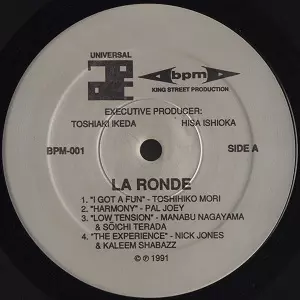 UNIVERSAL
bpm
KING STREET PRODUCTION
EXECUTIVE PRODUCER:
TOSHIAKI IKEDA HISA ISHIOKA
BPM-001 SIDE A
LA RONDE
1. "I GOT A FUN" - TOSHIHIKO MORI
2. "HARMONY" - PAL JOEY
3. "LOW TENSION" - MANABU NAGAYAMA
& SŌICHI TERADA
4. "THE EXPERIENCE" - NICK JONES
& KALEEM SHABAZZ
© ℗ 1991